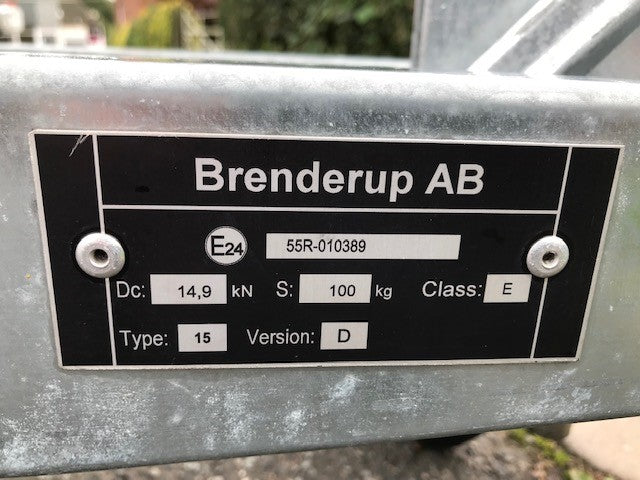 Brenderup AB
E24 55R-010389
Dc: 14,9 kN S: 100 kg Class: E
Type: 15 Version: D